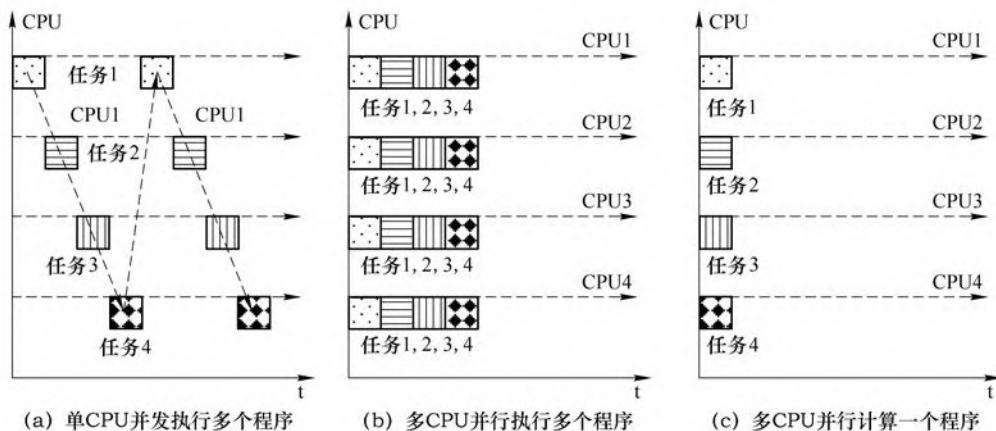 CPU
任务1
CPU1
CPU1
任务2
任务3
任务4
t
(a) 单CPU并发执行多个程序
CPU
CPU1
任务1, 2, 3, 4
CPU2
任务1, 2, 3, 4
CPU3
任务1, 2, 3, 4
CPU4
任务1, 2, 3, 4
t
(b) 多CPU并行执行多个程序
CPU
CPU1
任务1
CPU2
任务2
CPU3
任务3
CPU4
任务4
t
(c) 多CPU并行计算一个程序